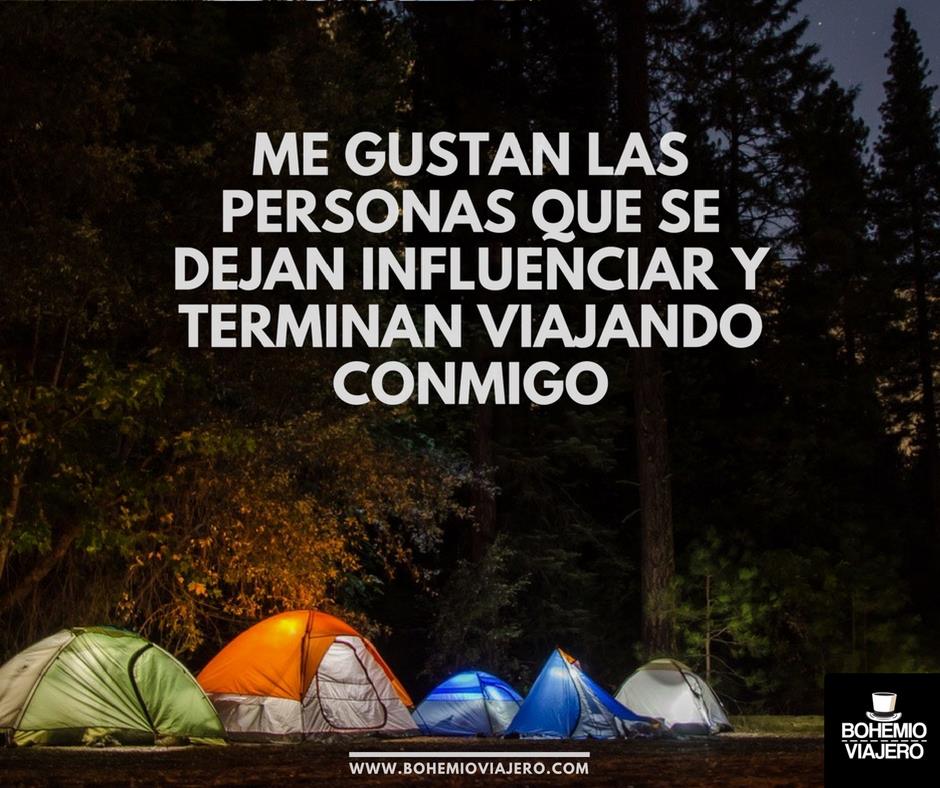 ME GUSTAN LAS
PERSONAS QUE SE
DEJAN INFLUENCIAR Y
TERMINAN VIAJANDO
CONMIGO
WWW.BOHEMIOVIAJERO.COM
BOHEMIO
VIAJERO